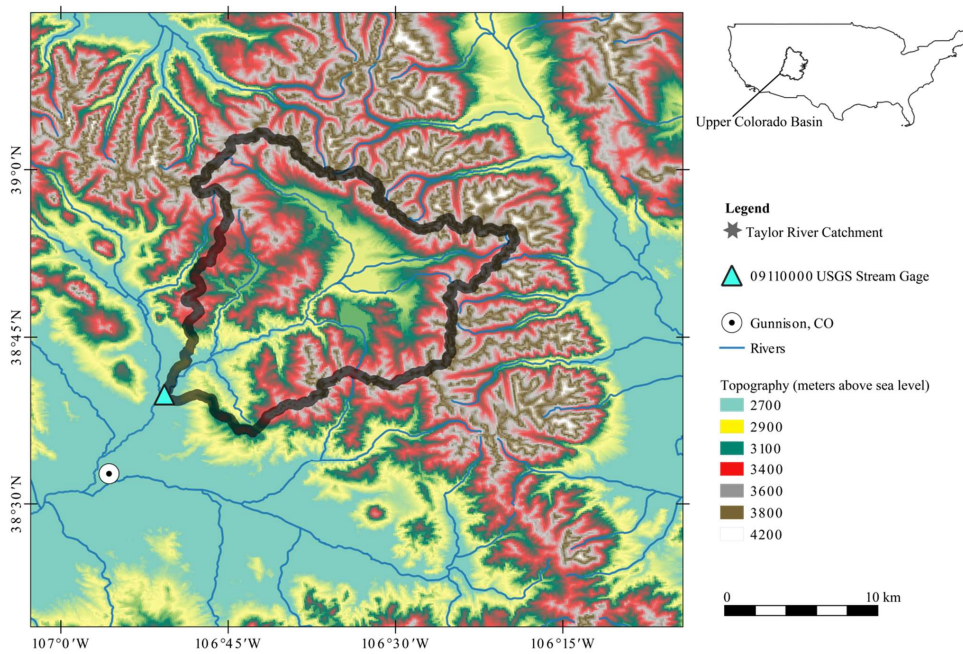 Upper Colorado Basin
39°0'N
38°45'N
38°30'N
107°0'W
106°45'W
106°30'W
106°15'W
Legend
Taylor River Catchment
09110000 USGS Stream Gage
Gunnison, CO
Rivers
Topography (meters above sea level)
2700
2900
3100
3400
3600
3800
4200
0 10 km